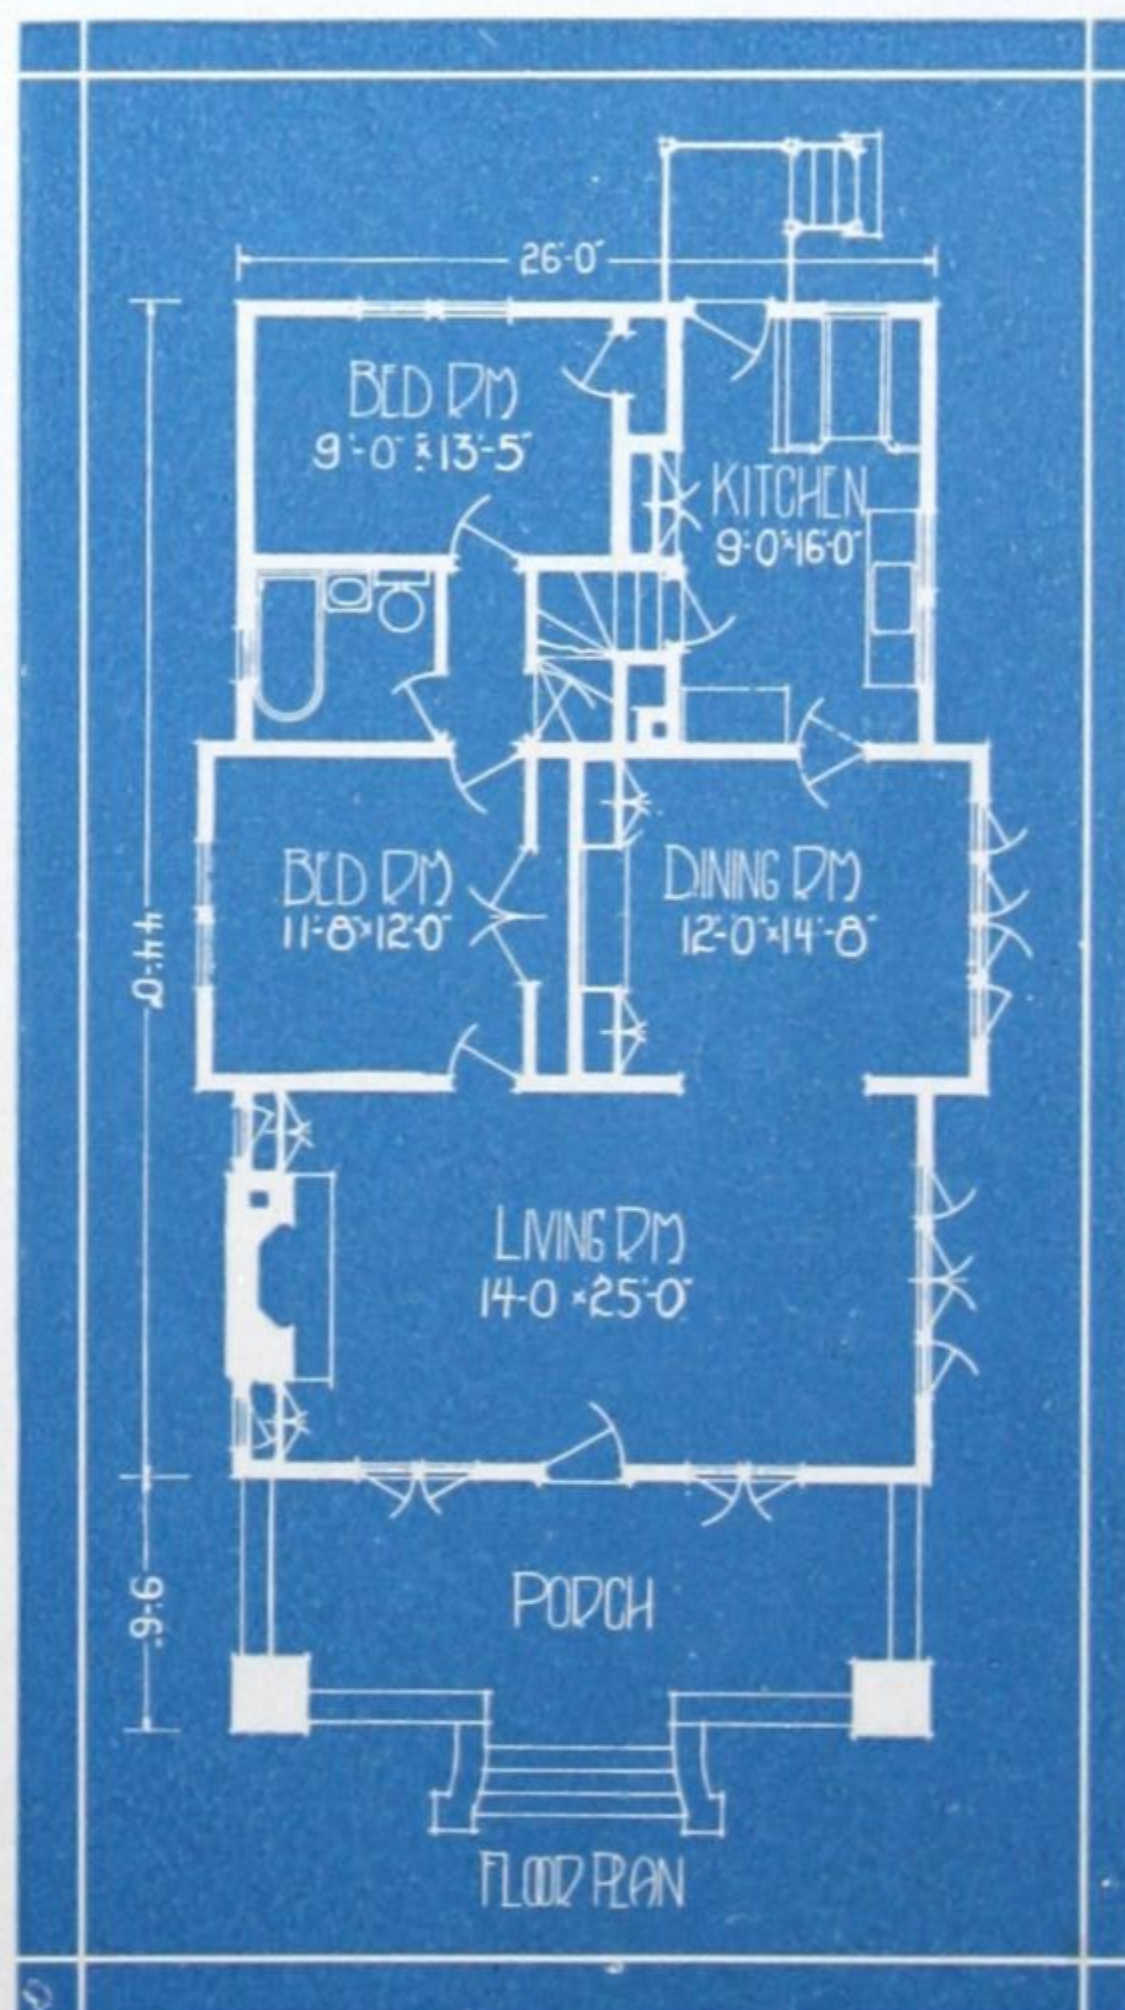 26'-0"
BED RM
9'-0" x 13'-5"
KITCHEN
9'-0"x16'-0"
BED RM
11'-8"x12'-0"
DINING RM
12'-0"x14'-8"
44'-0"
LIVING RM
14'-0 x25'-0"
PORCH
9'-6"
FLOOR PLAN